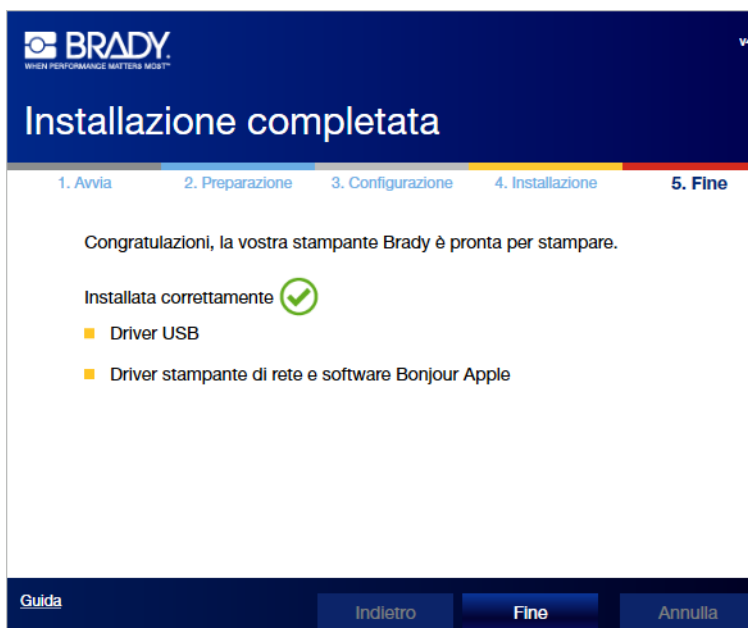 BRADY.
WHEN PERFORMANCE MATTERS MOST™
Installazione completata
1. Avvia 2. Preparazione 3. Configurazione 4. Installazione 5. Fine
Congratulazioni, la vostra stampante Brady è pronta per stampare.
Installata correttamente
Driver USB
Driver stampante di rete e software Bonjour Apple
Guida Indietro Fine Annulla